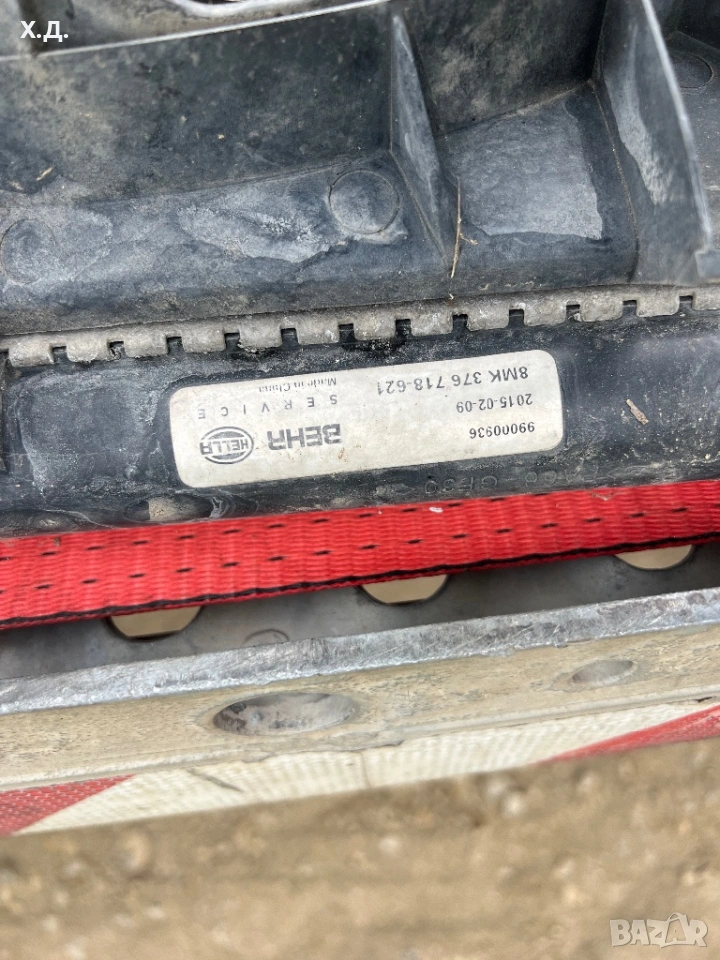 Х.Д.
99000936
2015-02-09
8MK 376 718-621
BEHR
HELLA
SERVICE
Made in China
BAZAR